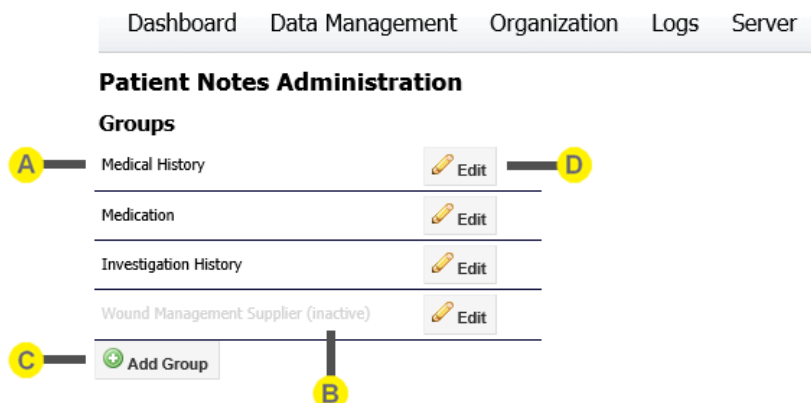 Dashboard Data Management Organization Logs Server
Patient Notes Administration
Groups
A Medical History Edit D
Medication Edit
Investigation History Edit
Wound Management Supplier (inactive) Edit
C Add Group
B